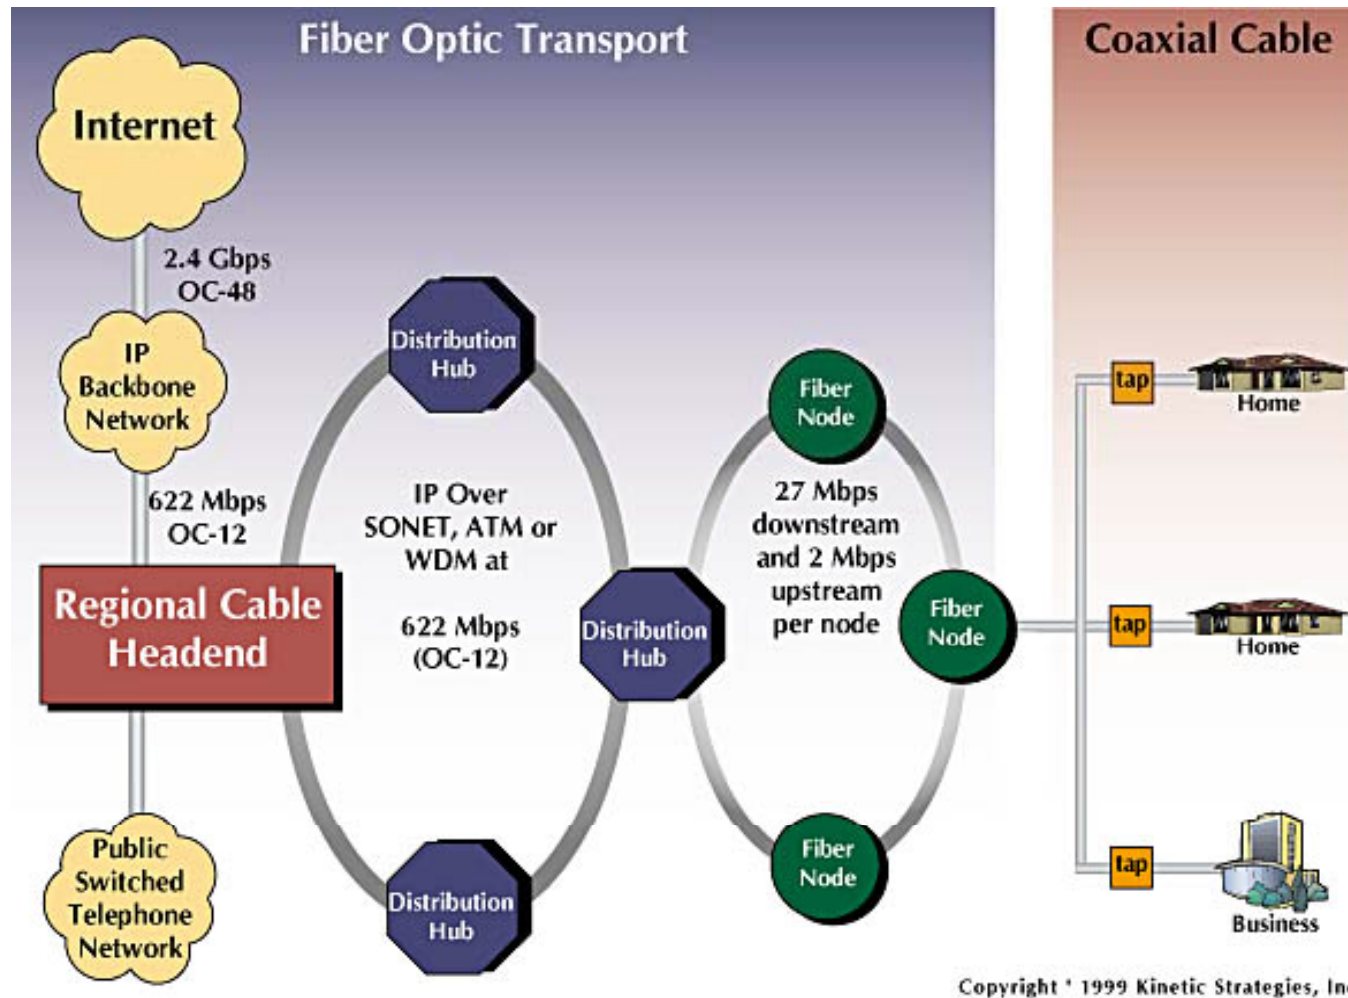 Fiber Optic Transport
Coaxial Cable
Internet
2.4 Gbps
OC-48
IP
Backbone
Network
622 Mbps
OC-12
Regional Cable
Headend
Public
Switched
Telephone
Network
Distribution
Hub
IP Over
SONET, ATM or
WDM at
622 Mbps
(OC-12)
Distribution
Hub
Distribution
Hub
Fiber
Node
27 Mbps
downstream
and 2 Mbps
upstream
per node
Fiber
Node
Fiber
Node
tap
Home
tap
Home
tap
Business
Copyright * 1999 Kinetic Strategies, Inc